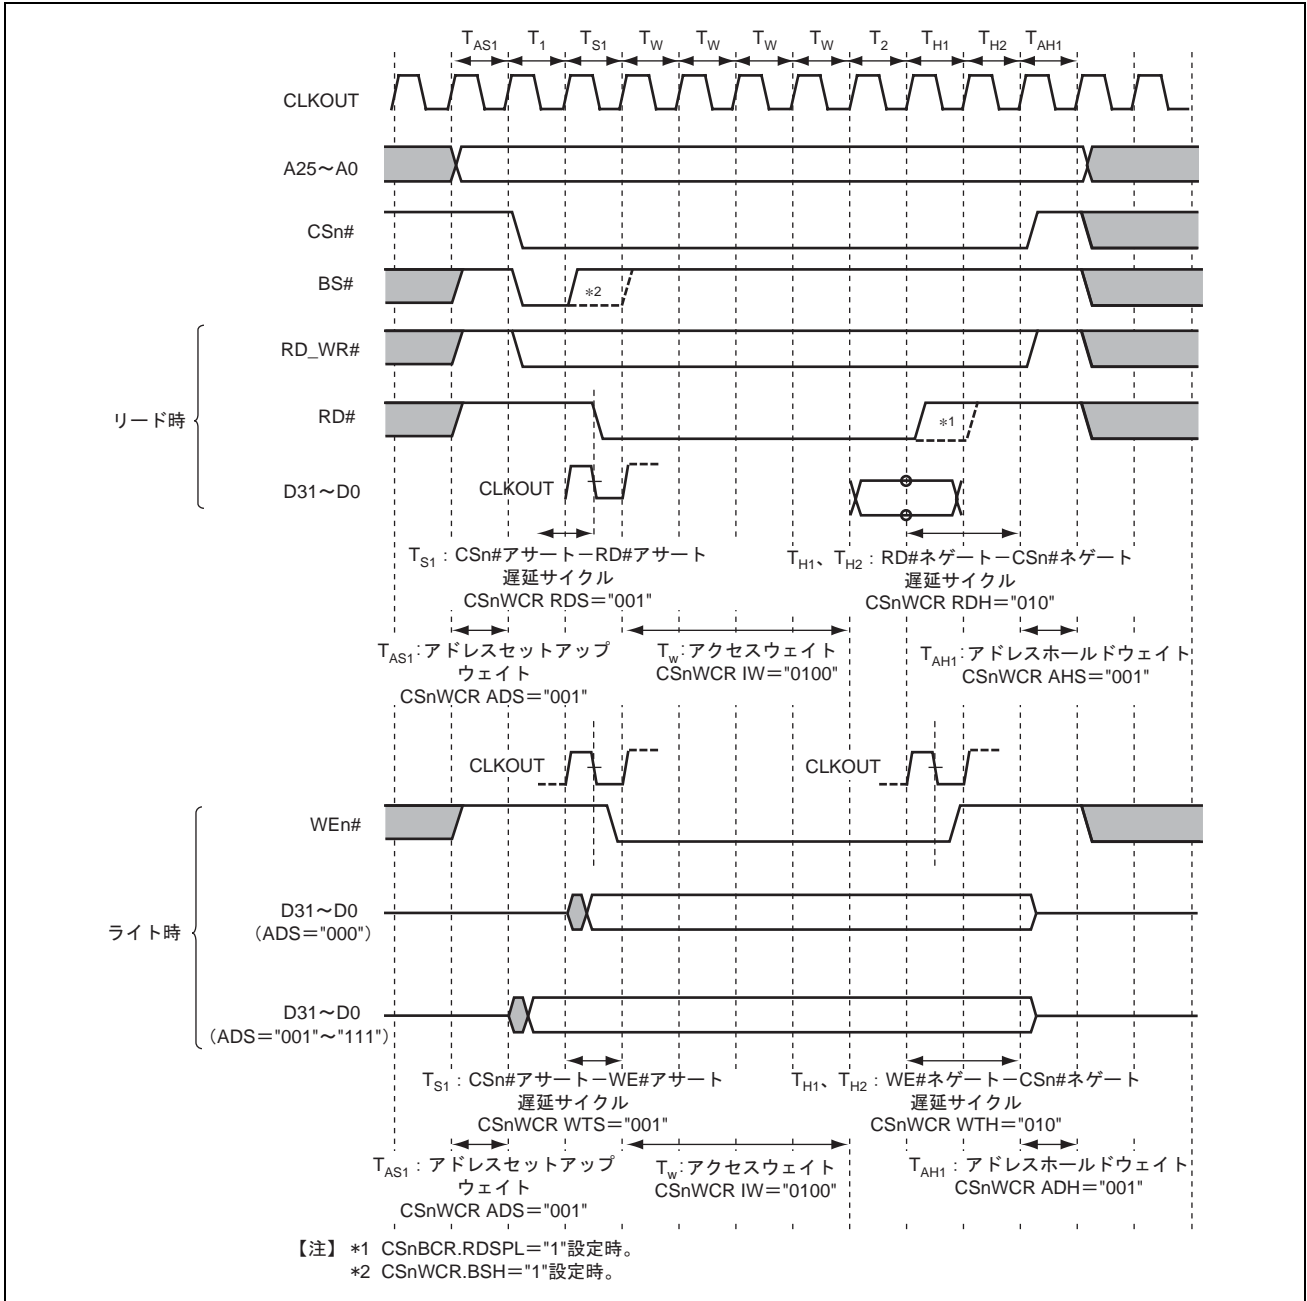 TAS1 T1 TS1 TW TW TW TW T2 TH1 TH2 TAH1
CLKOUT
A25〜A0
CSn#
BS#
*2
RD_WR#
リード時
RD#
*1
D31〜D0
CLKOUT
TS1：CSn#アサートーRD#アサート
遅延サイクル
CSnWCR RDS＝"001"
TH1、TH2：RD#ネゲートーCSn#ネゲート
遅延サイクル
CSnWCR RDH＝"010"
TAS1：アドレスセットアップ
ウェイト
CSnWCR ADS＝"001"
Tw：アクセスウェイト
CSnWCR IW＝"0100"
TAH1：アドレスホールドウェイト
CSnWCR AHS＝"001"
CLKOUT
CLKOUT
WEn#
ライト時
D31〜D0
（ADS＝"000"）
D31〜D0
（ADS＝"001"〜"111"）
TS1：CSn#アサートーWE#アサート
遅延サイクル
CSnWCR WTS＝"001"
TH1、TH2：WE#ネゲートーCSn#ネゲート
遅延サイクル
CSnWCR WTH＝"010"
TAS1：アドレスセットアップ
ウェイト
CSnWCR ADS＝"001"
Tw：アクセスウェイト
CSnWCR IW＝"0100"
TAH1：アドレスホールドウェイト
CSnWCR ADH＝"001"
【注】 *1 CSnBCR.RDSPL＝"1"設定時。
*2 CSnWCR.BSH＝"1"設定時。